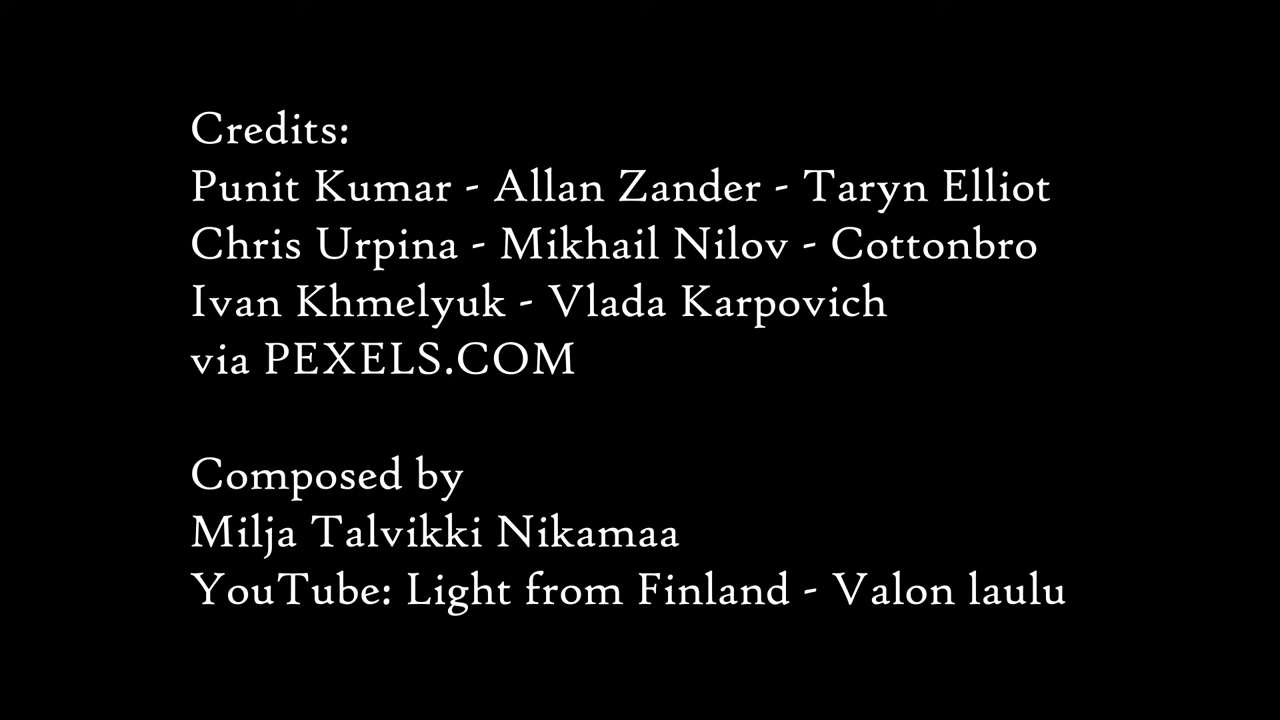 Credits:
Punit Kumar - Allan Zander - Taryn Elliot
Chris Urpina - Mikhail Nilov - Cottonbro
Ivan Khmelyuk - Vlada Karpovich
via PEXELS.COM
Composed by
Milja Talvikki Nikamaa
YouTube: Light from Finland - Valon laulu